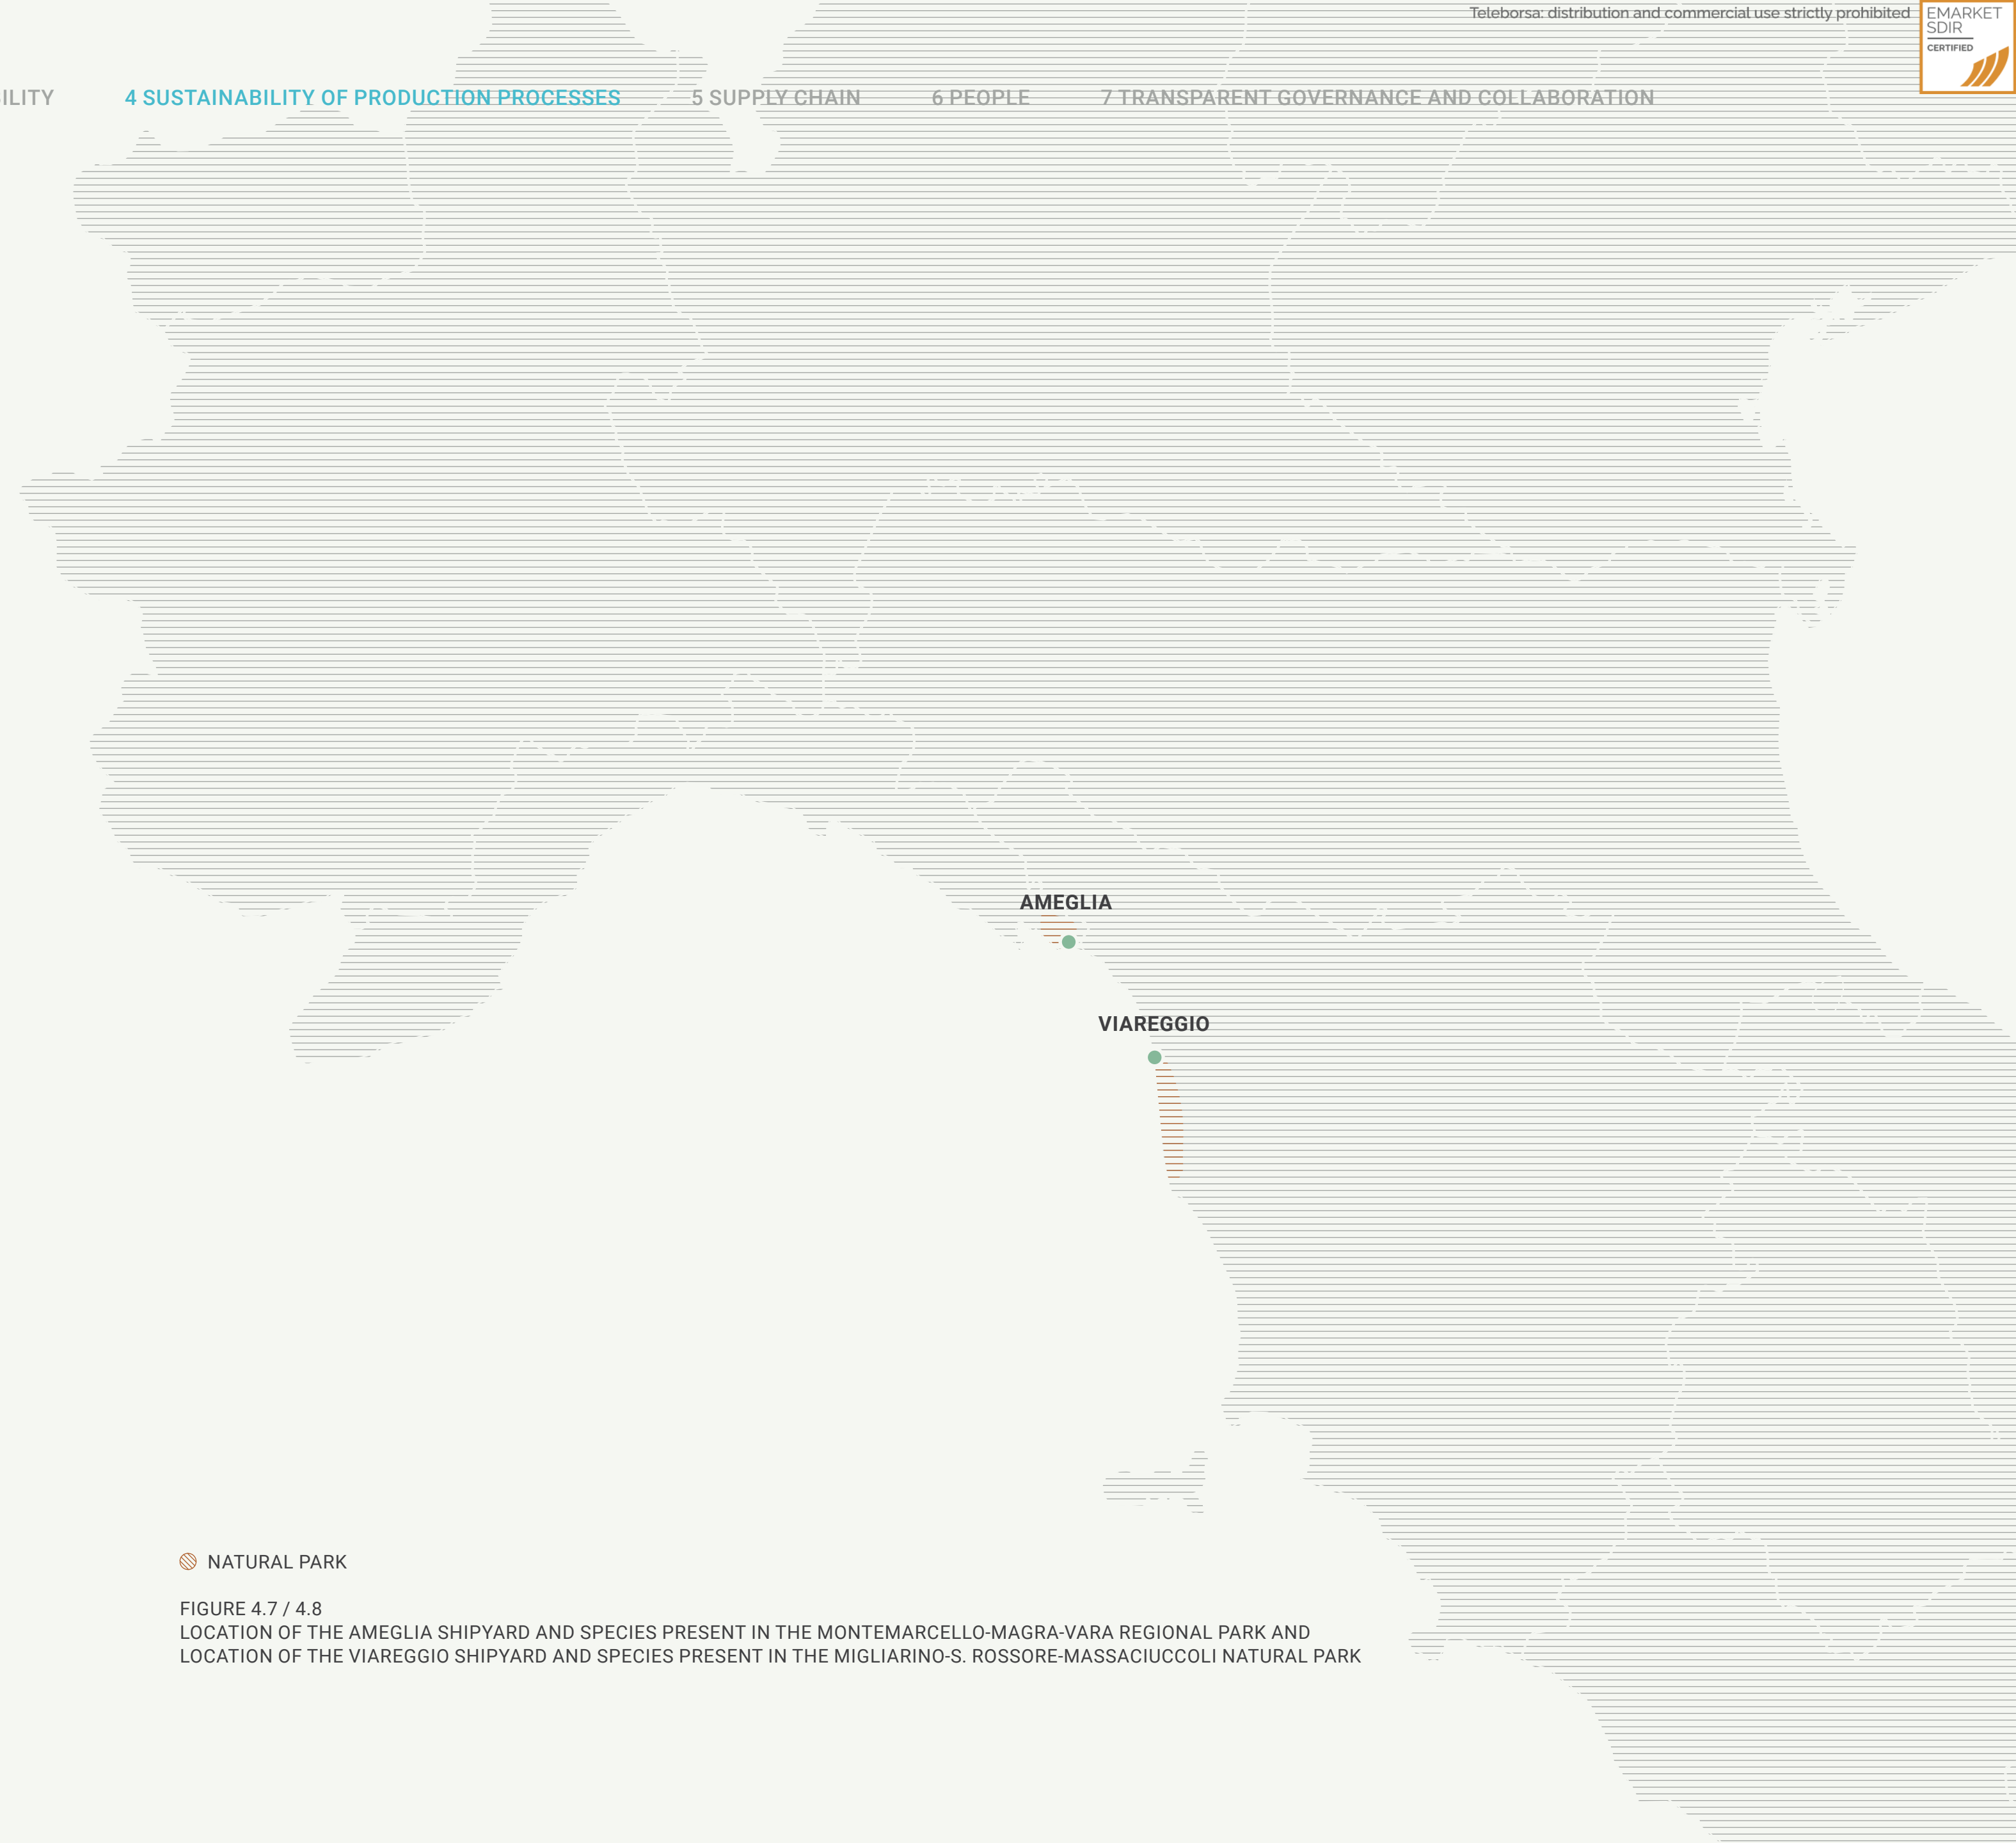 Teleborsa: distribution and commercial use strictly prohibited
EMARKET
SDIR
CERTIFIED
ILITY
4 SUSTAINABILITY OF PRODUCTION PROCESSES
5 SUPPLY CHAIN
6 PEOPLE
7 TRANSPARENT GOVERNANCE AND COLLABORATION
AMEGLIA
VIAREGGIO
NATURAL PARK
FIGURE 4.7 / 4.8
LOCATION OF THE AMEGLIA SHIPYARD AND SPECIES PRESENT IN THE MONTEMARCELLO-MAGRA-VARA REGIONAL PARK AND
LOCATION OF THE VIAREGGIO SHIPYARD AND SPECIES PRESENT IN THE MIGLIARINO-S. ROSSORE-MASSACIUCCOLI NATURAL PARK